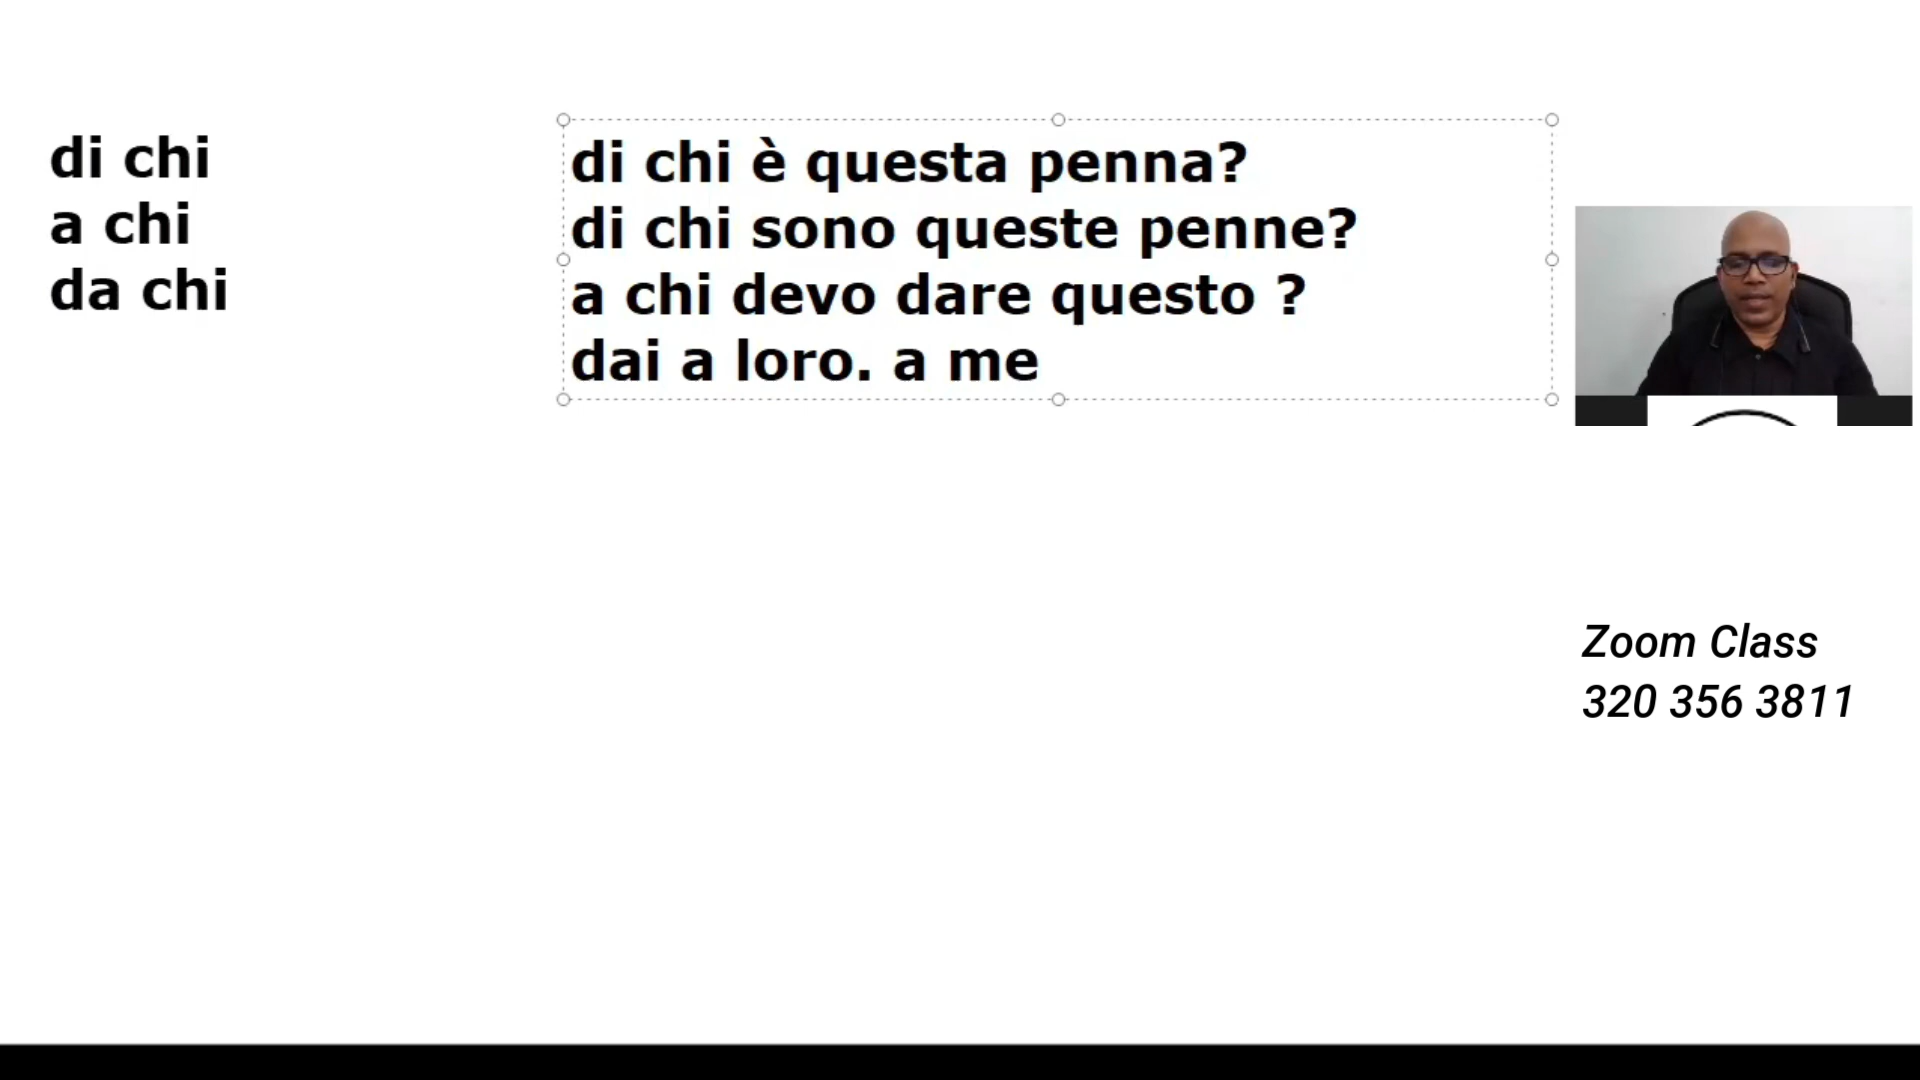 di chi
a chi
da chi
di chi è questa penna?
di chi sono queste penne?
a chi devo dare questo ?
dai a loro. a me
Zoom Class
320 356 3811